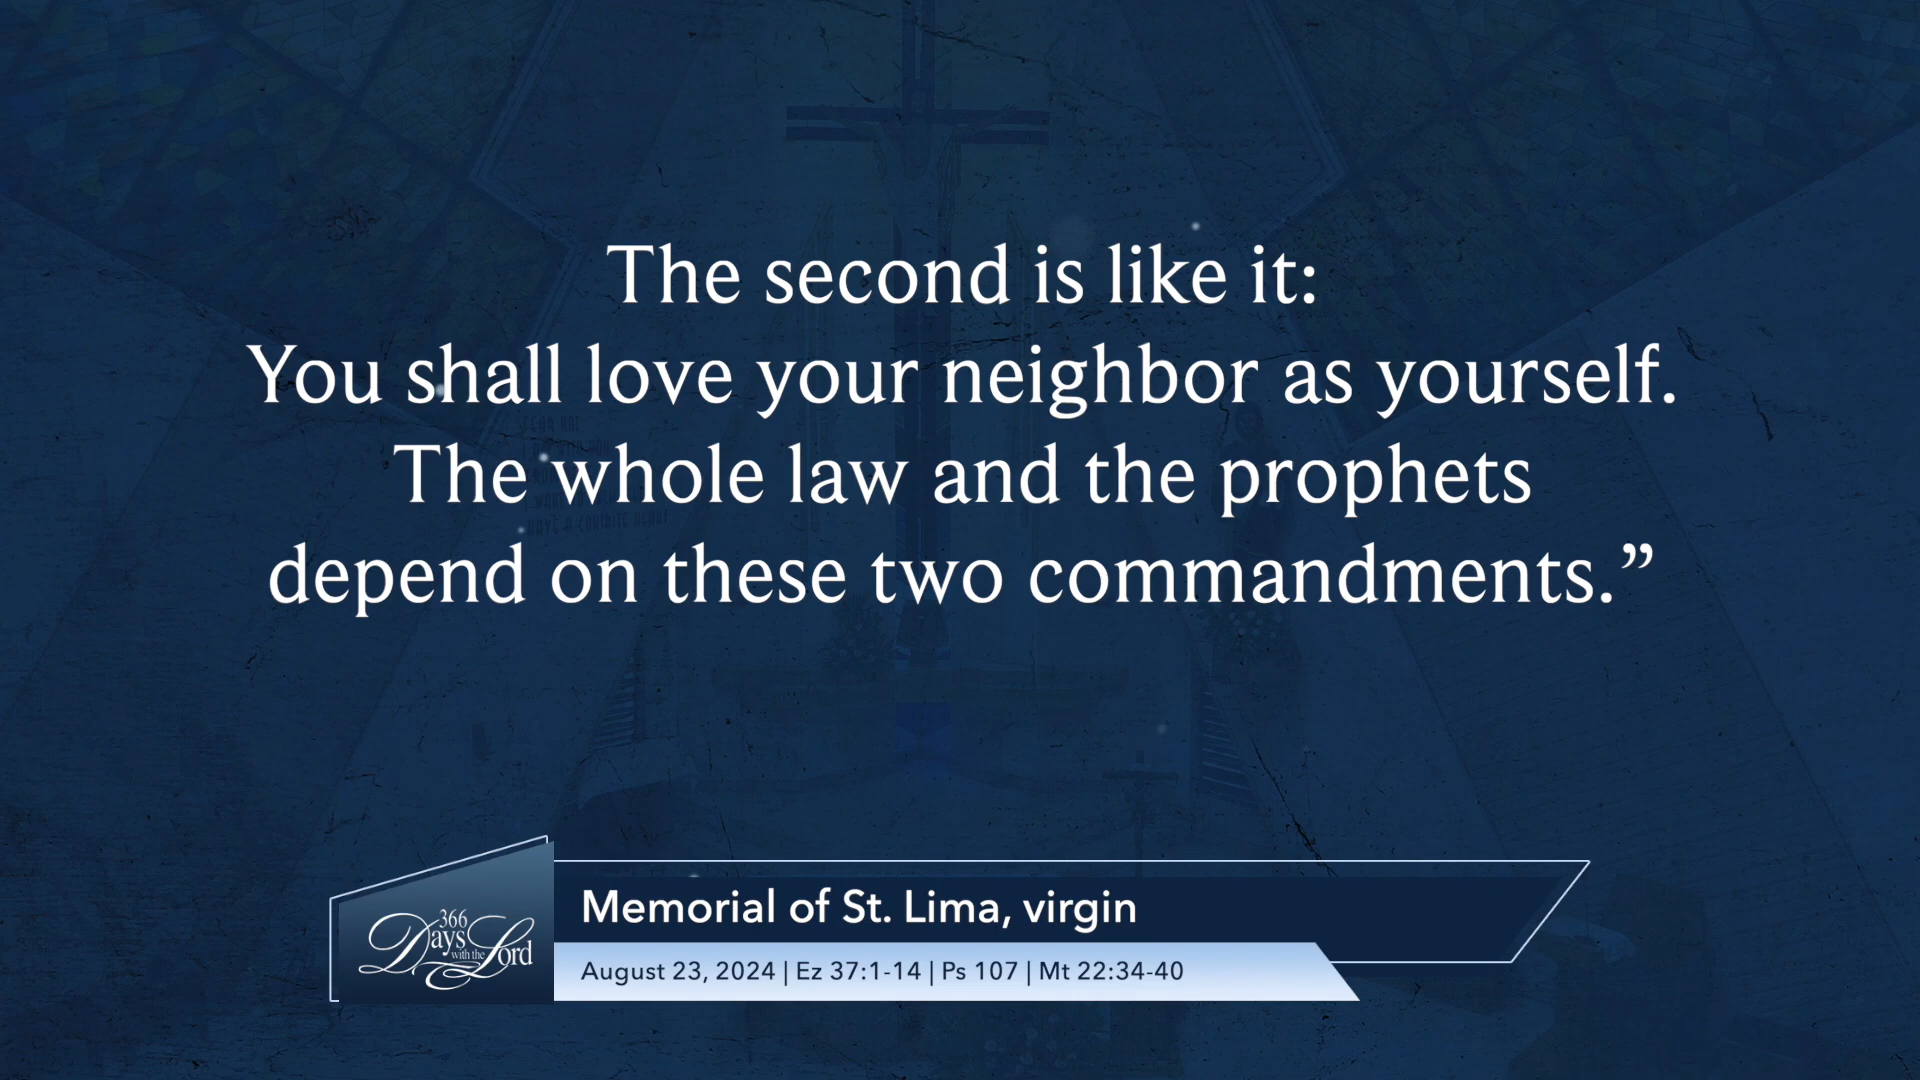 The second is like it:
You shall love your neighbor as yourself.
The whole law and the prophets
depend on these two commandments.”
366
Days with the Lord
Memorial of St. Lima, virgin
August 23, 2024 | Ez 37:1-14 | Ps 107 | Mt 22:34-40